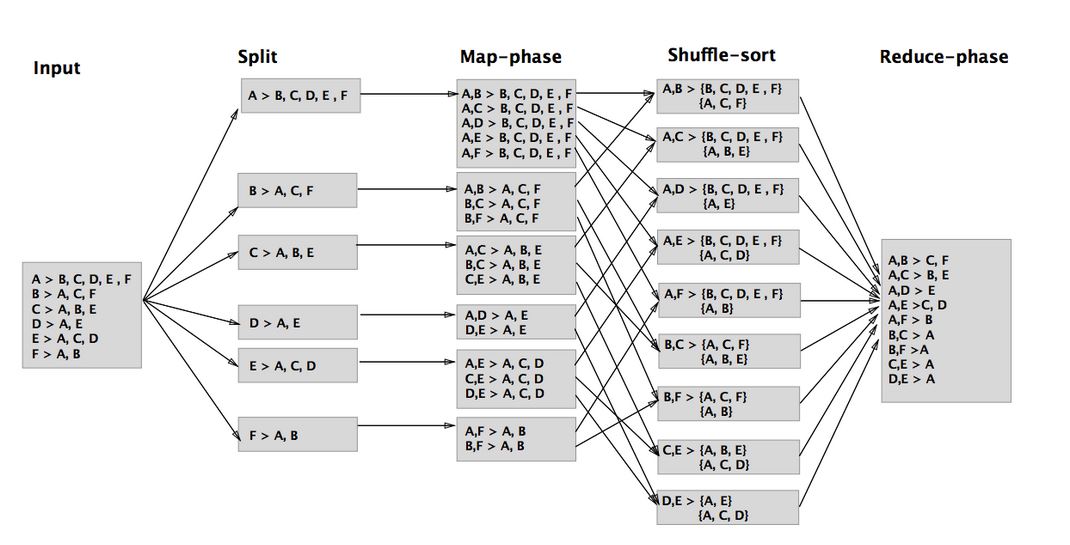 Input
Split
Map-phase
Shuffle-sort
Reduce-phase
A > B, C, D, E , F
B > A, C, F
C > A, B, E
D > A, E
E > A, C, D
F > A, B
A > B, C, D, E , F
B > A, C, F
C > A, B, E
D > A, E
E > A, C, D
F > A, B
A,B > B, C, D, E , F
A,C > B, C, D, E , F
A,D > B, C, D, E , F
A,E > B, C, D, E , F
A,F > B, C, D, E , F
A,B > A, C, F
B,C > A, C, F
B,F > A, C, F
A,C > A, B, E
B,C > A, B, E
C,E > A, B, E
A,D > A, E
D,E > A, E
A,E > A, C, D
C,E > A, C, D
D,E > A, C, D
A,F > A, B
B,F > A, B
A,B > {B, C, D, E , F}
{A, C, F}
A,C > {B, C, D, E , F}
{A, B, E}
A,D > {B, C, D, E , F}
{A, E}
A,E > {B, C, D, E , F}
{A, C, D}
A,F > {B, C, D, E , F}
{A, B}
B,C > {A, C, F}
{A, B, E}
B,F > {A, C, F}
{A, B}
C,E > {A, B, E}
{A, C, D}
D,E > {A, E}
{A, C, D}
A,B > C, F
A,C > B, E
A,D > E
A,E >C, D
A,F > B
B,C > A
B,F >A
C,E > A
D,E > A